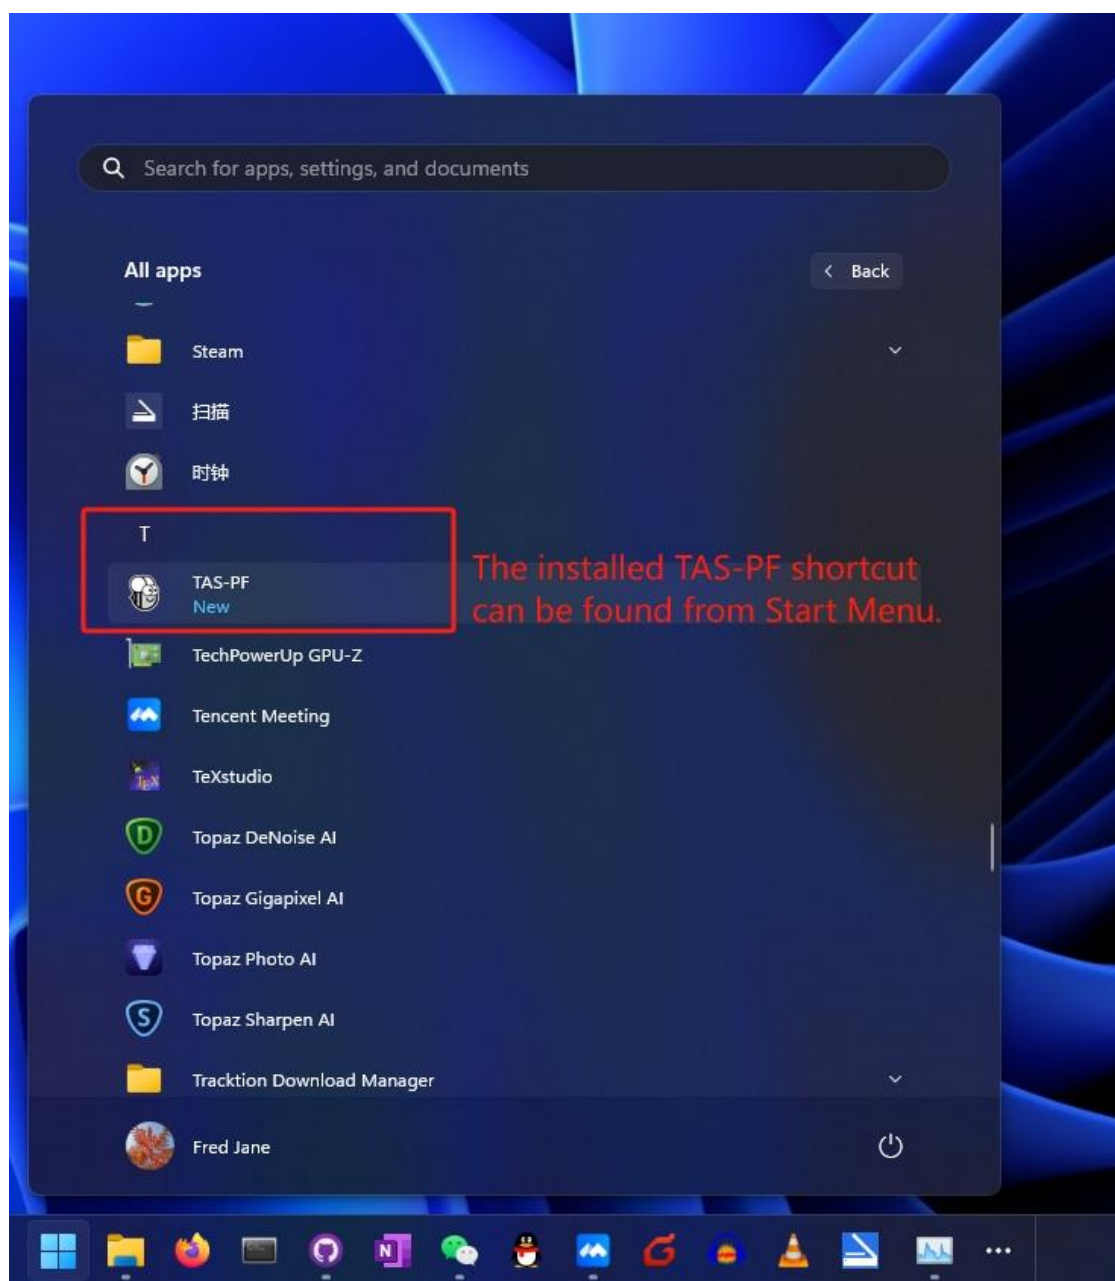 Search for apps, settings, and documents
All apps
Back
Steam
扫描
时钟
T
TAS-PF
New
The installed TAS-PF shortcut
can be found from Start Menu.
TechPowerUp GPU-Z
Tencent Meeting
TeXstudio
Topaz DeNoise AI
Topaz Gigapixel AI
Topaz Photo AI
Topaz Sharpen AI
Tracktion Download Manager
Fred Jane